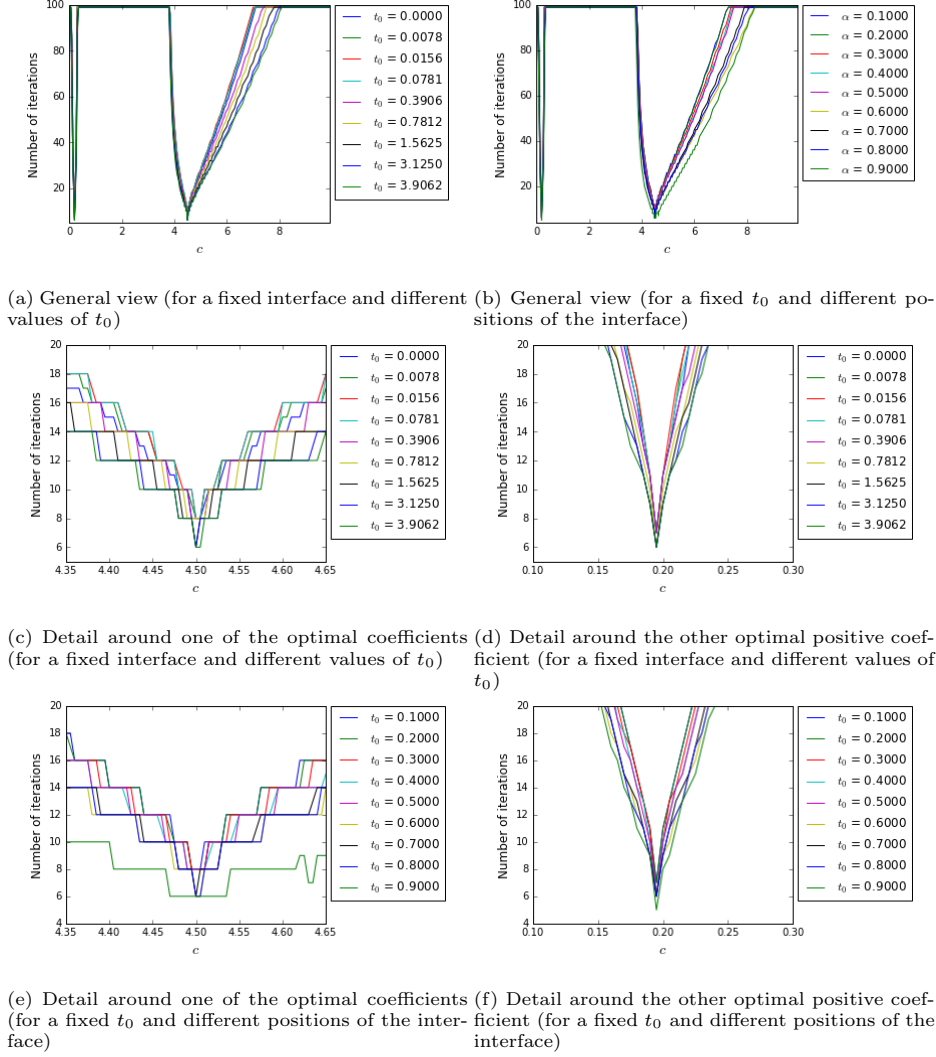 Number of iterations
100
80
60
40
20
0
2
4
6
8
c
t₀ = 0.0000
t₀ = 0.0078
t₀ = 0.0156
t₀ = 0.0781
t₀ = 0.3906
t₀ = 0.7812
t₀ = 1.5625
t₀ = 3.1250
t₀ = 3.9062
Number of iterations
100
80
60
40
20
0
2
4
6
8
c
α = 0.1000
α = 0.2000
α = 0.3000
α = 0.4000
α = 0.5000
α = 0.6000
α = 0.7000
α = 0.8000
α = 0.9000
(a) General view (for a fixed interface and different
values of t₀)
(b) General view (for a fixed t₀ and different po-
sitions of the interface)
Number of iterations
20
18
16
14
12
10
8
6
4.35
4.40
4.45
4.50
4.55
4.60
4.65
c
t₀ = 0.0000
t₀ = 0.0078
t₀ = 0.0156
t₀ = 0.0781
t₀ = 0.3906
t₀ = 0.7812
t₀ = 1.5625
t₀ = 3.1250
t₀ = 3.9062
Number of iterations
20
18
16
14
12
10
8
6
0.10
0.15
0.20
0.25
0.30
c
t₀ = 0.0000
t₀ = 0.0078
t₀ = 0.0156
t₀ = 0.0781
t₀ = 0.3906
t₀ = 0.7812
t₀ = 1.5625
t₀ = 3.1250
t₀ = 3.9062
(c) Detail around one of the optimal coefficients
(for a fixed interface and different values of t₀)
(d) Detail around the other optimal positive coef-
ficient (for a fixed interface and different values of
t₀)
Number of iterations
20
18
16
14
12
10
8
6
4
4.35
4.40
4.45
4.50
4.55
4.60
4.65
c
t₀ = 0.1000
t₀ = 0.2000
t₀ = 0.3000
t₀ = 0.4000
t₀ = 0.5000
t₀ = 0.6000
t₀ = 0.7000
t₀ = 0.8000
t₀ = 0.9000
Number of iterations
20
18
16
14
12
10
8
6
4
0.10
0.15
0.20
0.25
0.30
c
t₀ = 0.1000
t₀ = 0.2000
t₀ = 0.3000
t₀ = 0.4000
t₀ = 0.5000
t₀ = 0.6000
t₀ = 0.7000
t₀ = 0.8000
t₀ = 0.9000
(e) Detail around one of the optimal coefficients
(for a fixed t₀ and different positions of the inter-
face)
(f) Detail around the other optimal positive coef-
ficient (for a fixed t₀ and different positions of the
interface)